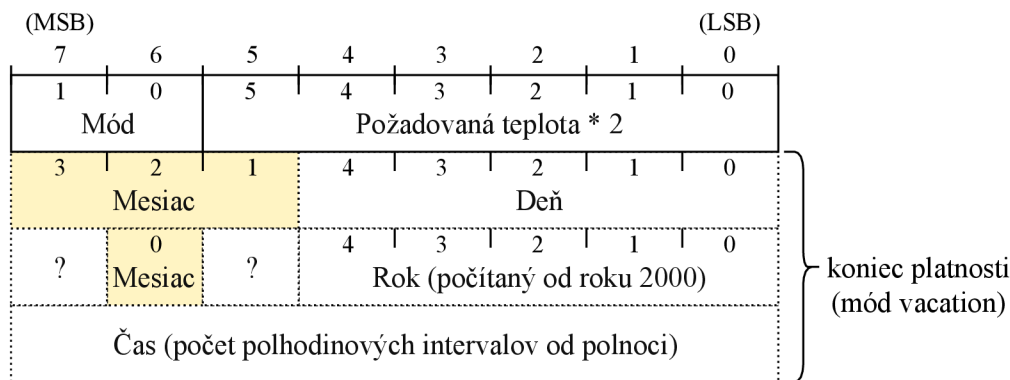 (MSB) (LSB)
7 6 5 4 3 2 1 0
1 0 5 4 3 2 1 0
Mód Požadovaná teplota * 2
3 2 1 4 3 2 1 0
Mesiac Deň
? 0 ? 4 3 2 1 0
Mesiac Rok (počítaný od roku 2000)
Čas (počet polhodinových intervalov od polnoci)
koniec platnosti
(mód vacation)